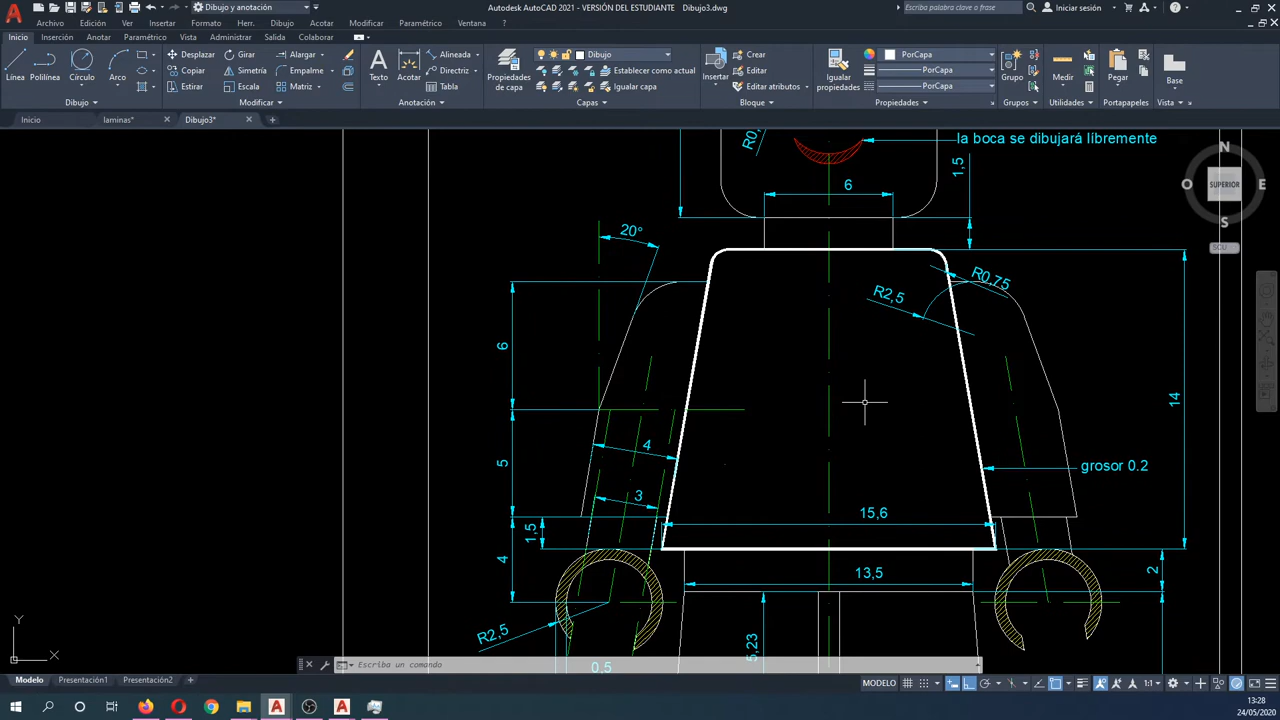 Dibujo y anotación
Autodesk AutoCAD 2021 - VERSIÓN DEL ESTUDIANTE Dibujo3.dwg
Escriba palabra clave o frase
Iniciar sesión
Archivo Edición Ver Insertar Formato Herr. Dibujo Acotar Modificar Paramétrico Ventana
Inicio Inserción Anotar Paramétrico Vista Administrar Salida Colaborar
Línea Polilínea Círculo Arco
Desplazar Girar Alargar
Copiar Simetría Empalme
Estirar Escala Matriz
Texto Acotar
Alineada
Directriz
Tabla
Propiedades de capa
Dibujo
Establecer como actual
Igualar capa
Insertar
Crear
Editar
Editar atributos
Igualar propiedades
PorCapa
PorCapa
PorCapa
Grupo Medir Pegar Base
Dibujo Modificar Anotación Capas Bloque Propiedades Grupos Utilidades Portapapeles Vista
Inicio laminas* Dibujo3*
la boca se dibujará líbremente
R0,
1,5
6
N
O SUPERIOR E
S
SCU
20°
R0,75
R2,5
6
14
4
grosor 0.2
5
3
15,6
1,5
4
13,5
2
R2,5
5,23
0.5
Y
X
Escriba un comando
Modelo Presentación1 Presentación2
MODELO
1:1
13:28
24/05/2020